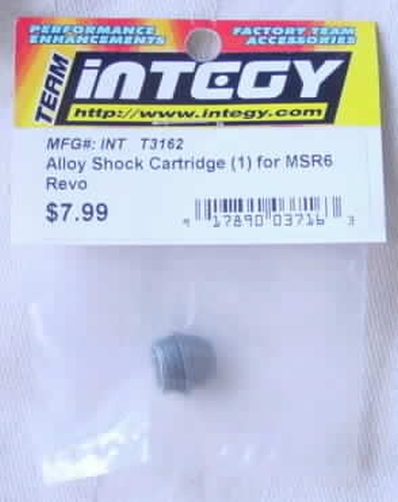 PERFORMANCE
ENHANCEMENTS
FACTORY TEAM
ACCESSORIES
TEAM
iNTEGY
http://www.integy.com
MFG#: INT T3162
Alloy Shock Cartridge (1) for MSR6
Revo
$7.99
17890 03716 3